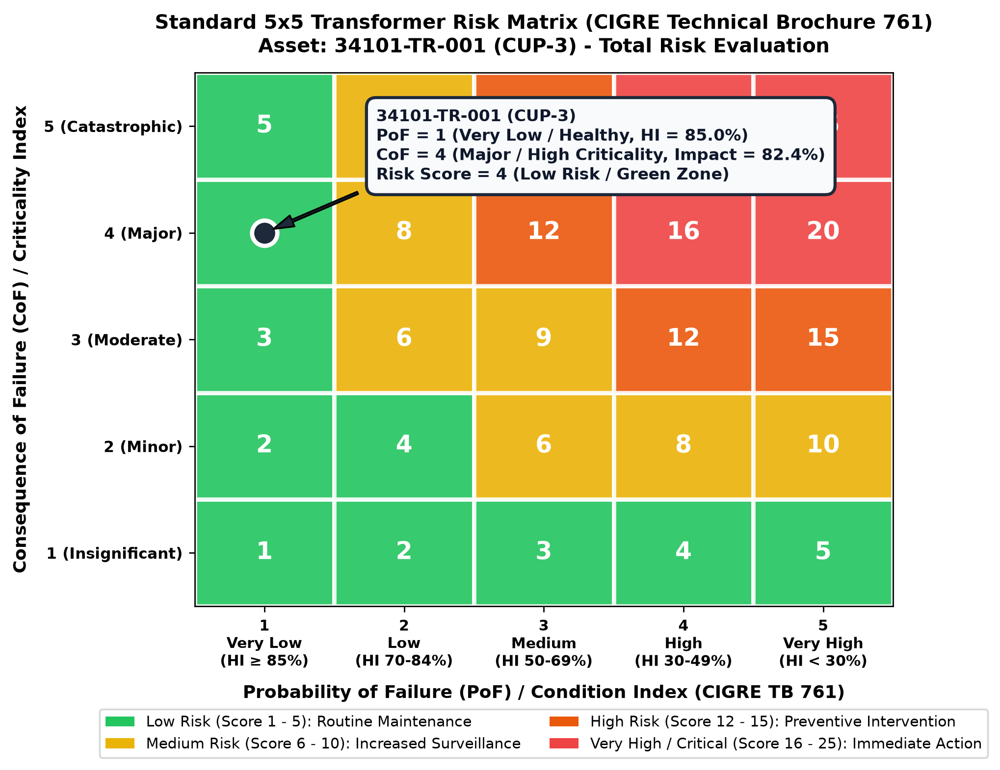 Standard 5x5 Transformer Risk Matrix (CIGRE Technical Brochure 761)
Asset: 34101-TR-001 (CUP-3) - Total Risk Evaluation
Consequence of Failure (CoF) / Criticality Index
5 (Catastrophic)
5
34101-TR-001 (CUP-3)
PoF = 1 (Very Low / Healthy, HI = 85.0%)
CoF = 4 (Major / High Criticality, Impact = 82.4%)
Risk Score = 4 (Low Risk / Green Zone)
4 (Major)
8
12
16
20
3 (Moderate)
3
6
9
12
15
2 (Minor)
2
4
6
8
10
1 (Insignificant)
1
2
3
4
5
1
Very Low
(HI ≥ 85%)
2
Low
(HI 70-84%)
3
Medium
(HI 50-69%)
4
High
(HI 30-49%)
5
Very High
(HI < 30%)
Probability of Failure (PoF) / Condition Index (CIGRE TB 761)
Low Risk (Score 1 - 5): Routine Maintenance
Medium Risk (Score 6 - 10): Increased Surveillance
High Risk (Score 12 - 15): Preventive Intervention
Very High / Critical (Score 16 - 25): Immediate Action